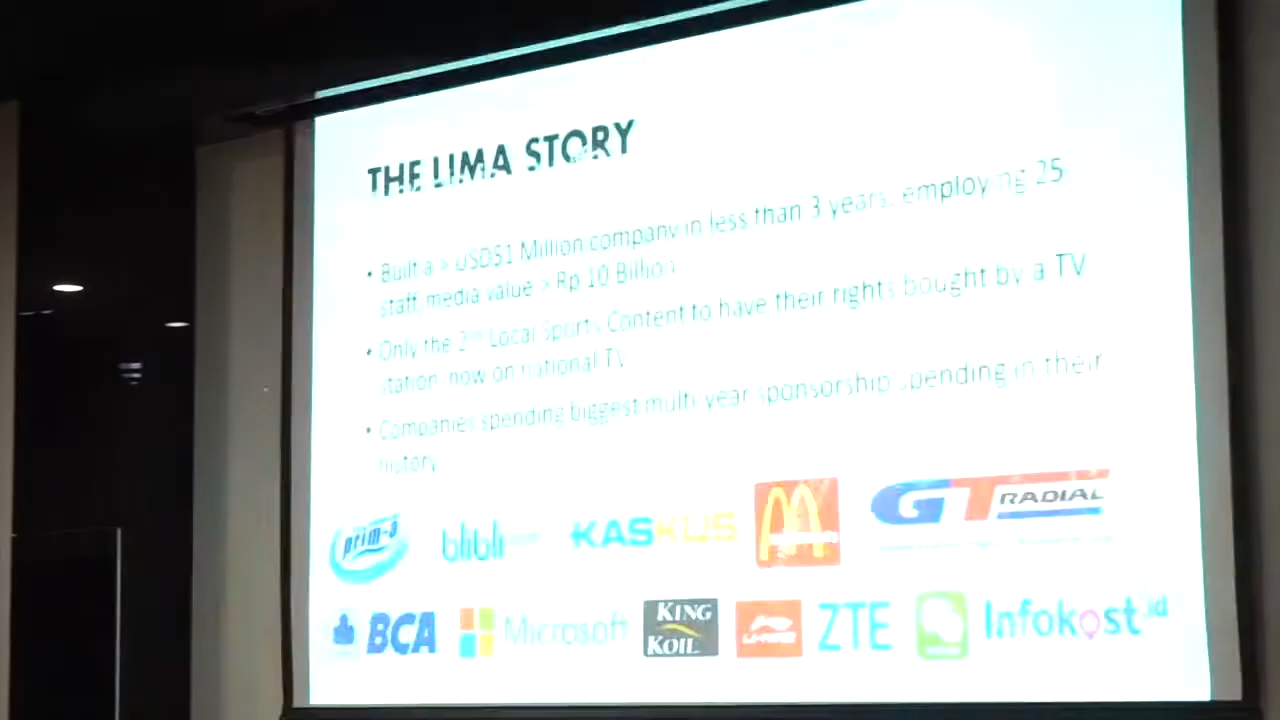 THE LIMA STORY
• Built a > USD$1 Million company in less than 3 years, employing 25
staff, media value > Rp 10 Billion
• Only the 2nd Local Sports Content to have their rights bought by a TV
station, now on national TV
• Companies spending biggest multi year sponsorship spending in their
history
prim-a blibli KASKUS GT RADIAL
BCA Microsoft KING KOIL LI-NING ZTE Infokost.id